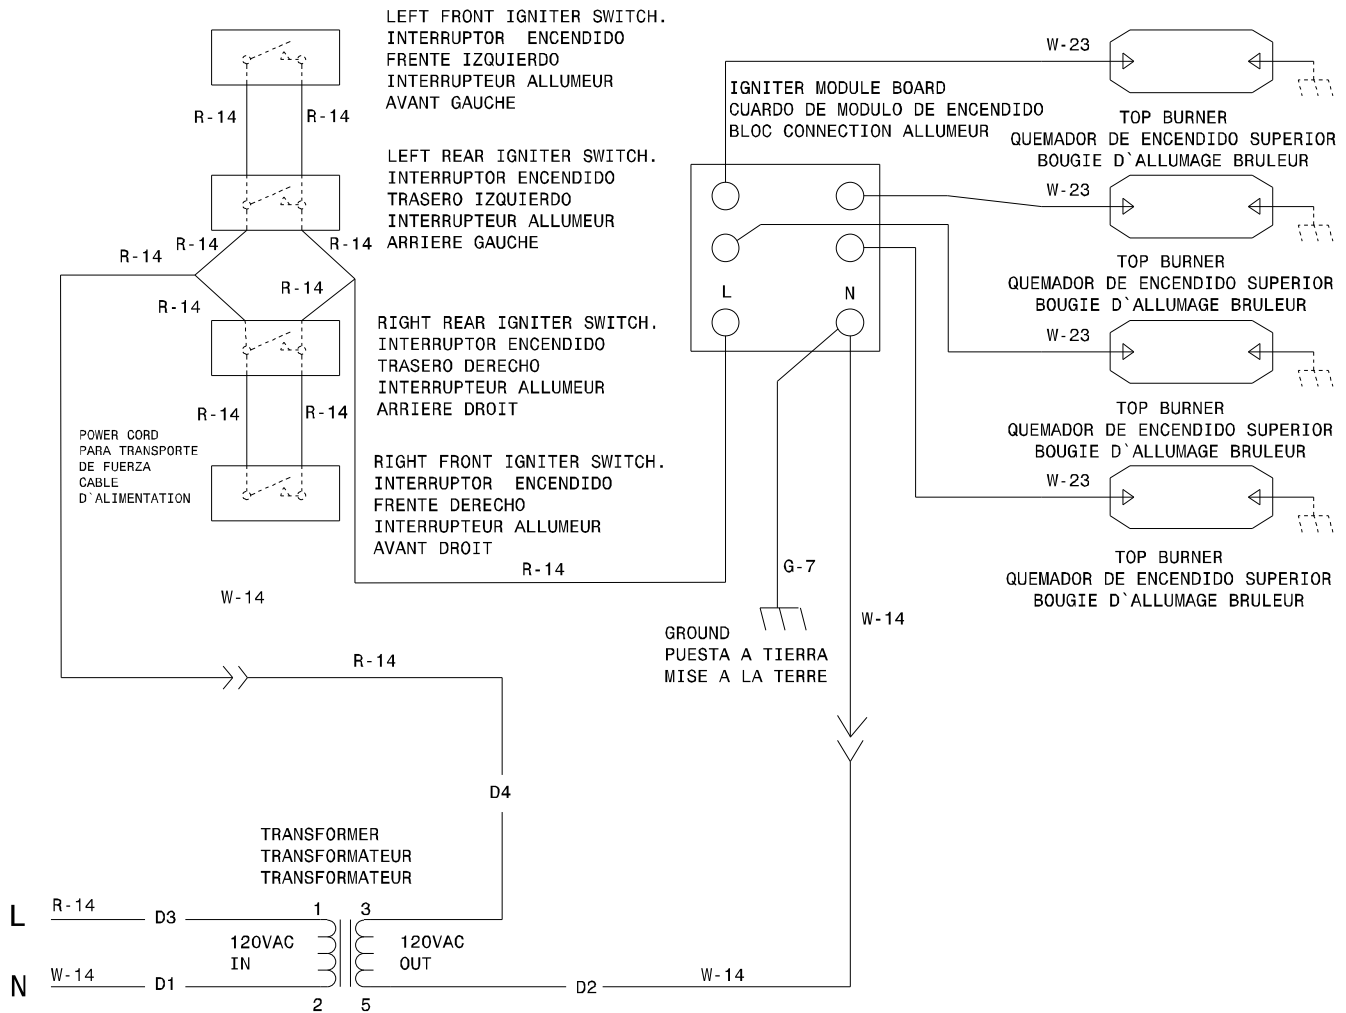 LEFT FRONT IGNITER SWITCH.
INTERRUPTOR ENCENDIDO
FRENTE IZQUIERDO
INTERRUPTEUR ALLUMEUR
AVANT GAUCHE
R-14
R-14
LEFT REAR IGNITER SWITCH.
INTERRUPTOR ENCENDIDO
TRASERO IZQUIERDO
INTERRUPTEUR ALLUMEUR
ARRIERE GAUCHE
R-14
R-14
R-14
R-14
R-14
RIGHT REAR IGNITER SWITCH.
INTERRUPTOR ENCENDIDO
TRASERO DERECHO
INTERRUPTEUR ALLUMEUR
ARRIERE DROIT
R-14
R-14
POWER CORD
PARA TRANSPORTE
DE FUERZA
CABLE
D`ALIMENTATION
RIGHT FRONT IGNITER SWITCH.
INTERRUPTOR ENCENDIDO
FRENTE DERECHO
INTERRUPTEUR ALLUMEUR
AVANT DROIT
R-14
W-14
R-14
IGNITER MODULE BOARD
CUARDO DE MODULO DE ENCENDIDO
BLOC CONNECTION ALLUMEUR
L
N
G-7
GROUND
PUESTA A TIERRA
MISE A LA TERRE
W-14
W-23
TOP BURNER
QUEMADOR DE ENCENDIDO SUPERIOR
BOUGIE D`ALLUMAGE BRULEUR
W-23
TOP BURNER
QUEMADOR DE ENCENDIDO SUPERIOR
BOUGIE D`ALLUMAGE BRULEUR
W-23
TOP BURNER
QUEMADOR DE ENCENDIDO SUPERIOR
BOUGIE D`ALLUMAGE BRULEUR
W-23
TOP BURNER
QUEMADOR DE ENCENDIDO SUPERIOR
BOUGIE D`ALLUMAGE BRULEUR
D4
TRANSFORMER
TRANSFORMATEUR
TRANSFORMATEUR
L
R-14
D3
1
3
120VAC
IN
120VAC
OUT
N
W-14
D1
2
5
D2
W-14